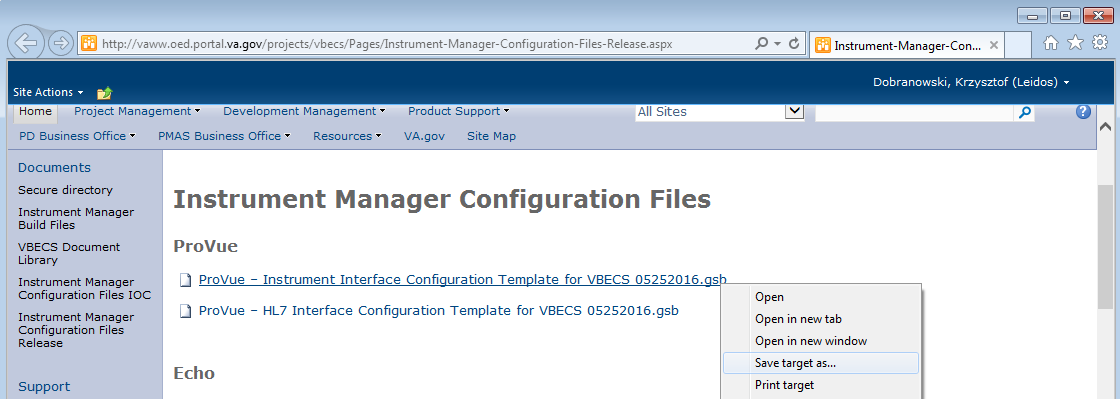 http://vaww.oed.portal.va.gov/projects/vbecs/Pages/Instrument-Manager-Configuration-Files-Release.aspx
Instrument-Manager-Con...
Site Actions
Dobranowski, Krzysztof (Leidos)
Home Project Management Development Management Product Support All Sites
PD Business Office PMAS Business Office Resources VA.gov Site Map
Documents
Secure directory
Instrument Manager
Build Files
VBECS Document
Library
Instrument Manager
Configuration Files IOC
Instrument Manager
Configuration Files
Release
Support
Instrument Manager Configuration Files
ProVue
ProVue – Instrument Interface Configuration Template for VBECS 05252016.gsb
ProVue – HL7 Interface Configuration Template for VBECS 05252016.gsb
Echo
Open
Open in new tab
Open in new window
Save target as...
Print target